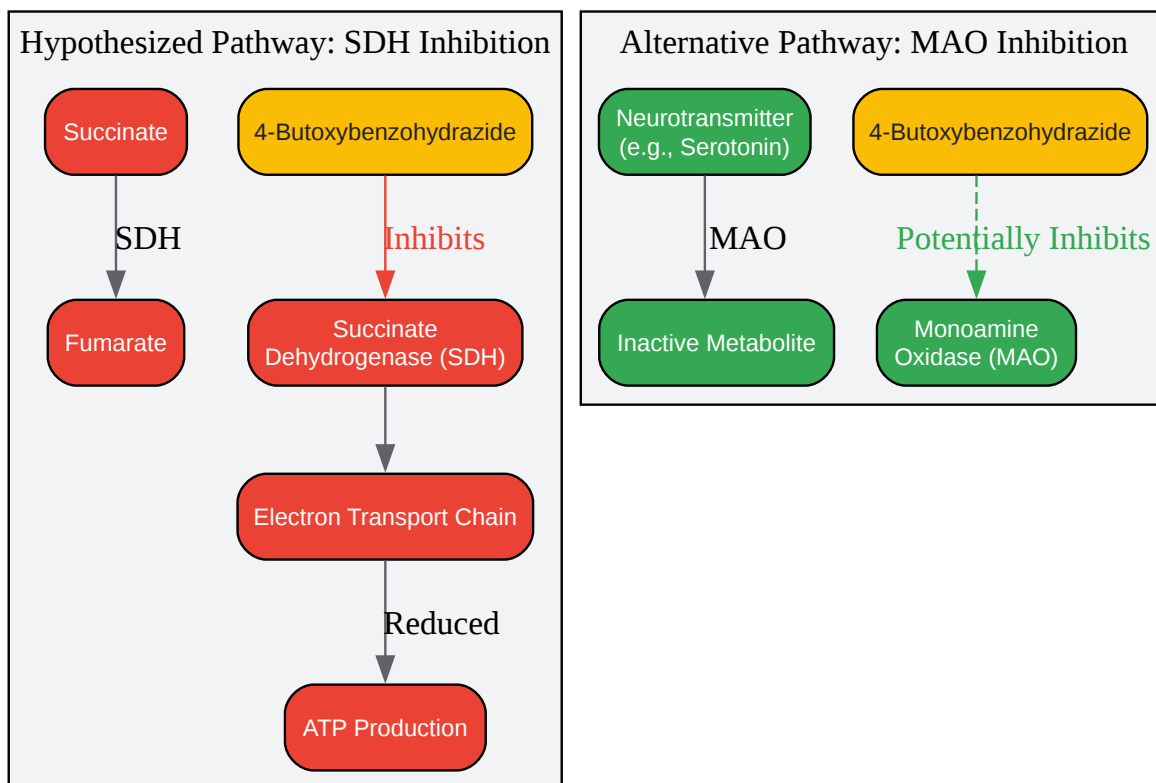 Hypothesized Pathway: SDH Inhibition
Succinate
4-Butoxybenzohydrazide
SDH
Inhibits
Fumarate
Succinate
Dehydrogenase (SDH)
Electron Transport Chain
Reduced
ATP Production
Alternative Pathway: MAO Inhibition
Neurotransmitter
(e.g., Serotonin)
4-Butoxybenzohydrazide
MAO
Potentially Inhibits
Inactive Metabolite
Monoamine
Oxidase (MAO)